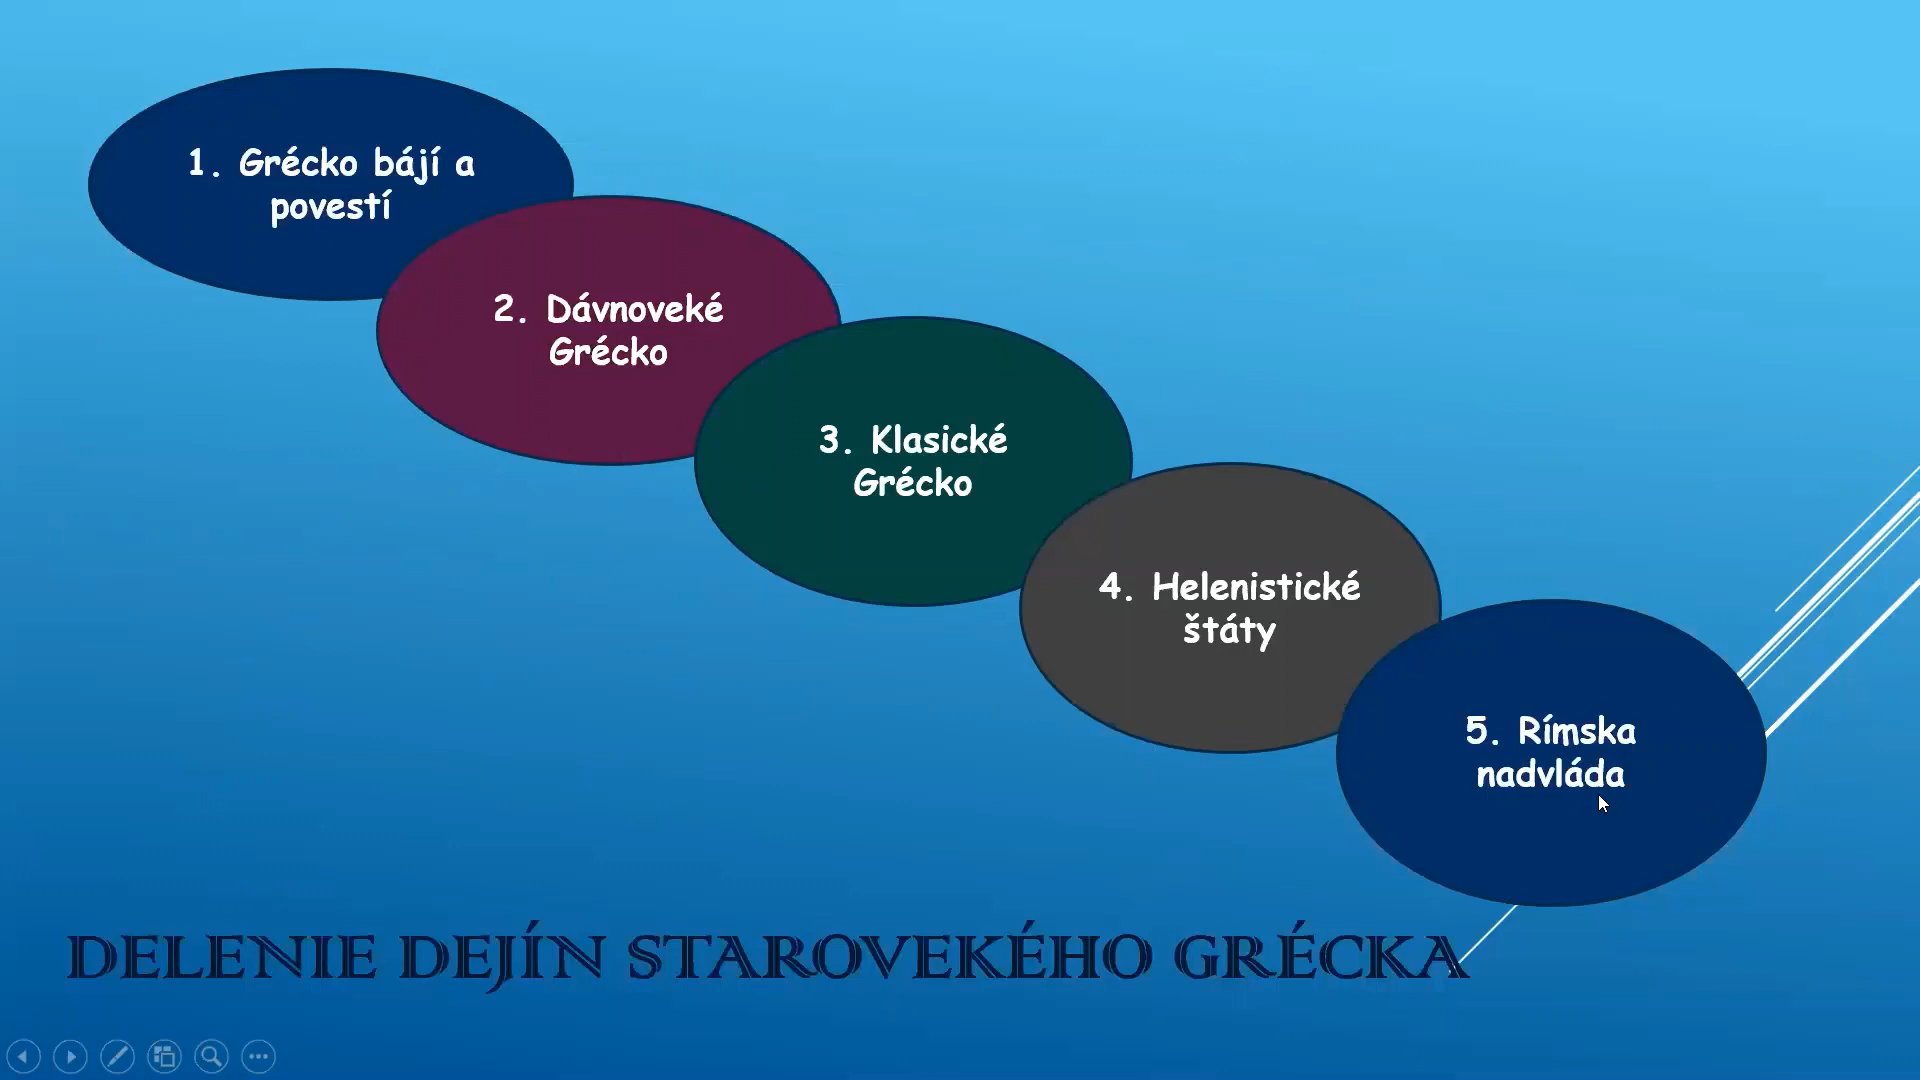 1. Grécko bájí a
povestí
2. Dávnoveké
Grécko
3. Klasické
Grécko
4. Helenistické
štáty
5. Rímska
nadvláda
DELENIE DEJÍN STAROVEKÉHO GRÉCKA